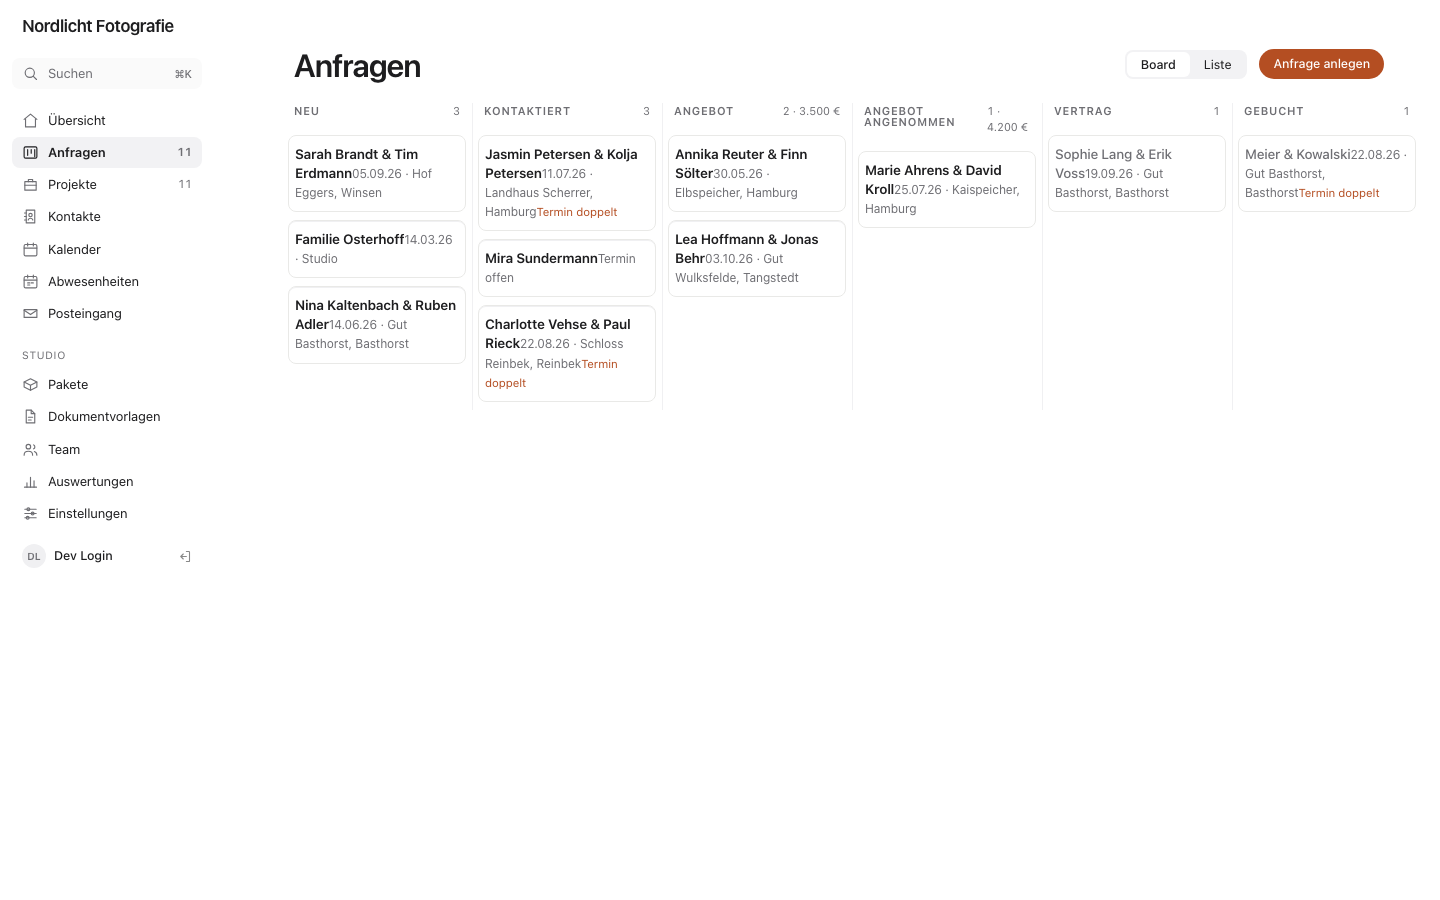 Nordlicht Fotografie
Suchen ⌘K
Übersicht
Anfragen 11
Projekte 11
Kontakte
Kalender
Abwesenheiten
Posteingang
STUDIO
Pakete
Dokumentvorlagen
Team
Auswertungen
Einstellungen
DL Dev Login
Anfragen
Board Liste
Anfrage anlegen
NEU 3
Sarah Brandt & Tim
Erdmann05.09.26 · Hof
Eggers, Winsen
Familie Osterhoff14.03.26
· Studio
Nina Kaltenbach & Ruben
Adler14.06.26 · Gut
Basthorst, Basthorst
KONTAKTIERT 3
Jasmin Petersen & Kolja
Petersen11.07.26 ·
Landhaus Scherrer,
HamburgTermin doppelt
Mira SundermannTermin
offen
Charlotte Vehse & Paul
Rieck22.08.26 · Schloss
Reinbek, ReinbekTermin
doppelt
ANGEBOT 2 · 3.500 €
Annika Reuter & Finn
Sölter30.05.26 ·
Elbspeicher, Hamburg
Lea Hoffmann & Jonas
Behr03.10.26 · Gut
Wulksfelde, Tangstedt
ANGEBOT 1 ·
ANGENOMMEN 4.200 €
Marie Ahrens & David
Kroll25.07.26 · Kaispeicher,
Hamburg
VERTRAG 1
Sophie Lang & Erik
Voss19.09.26 · Gut
Basthorst, Basthorst
GEBUCHT 1
Meier & Kowalski22.08.26 ·
Gut Basthorst,
BasthorstTermin doppelt